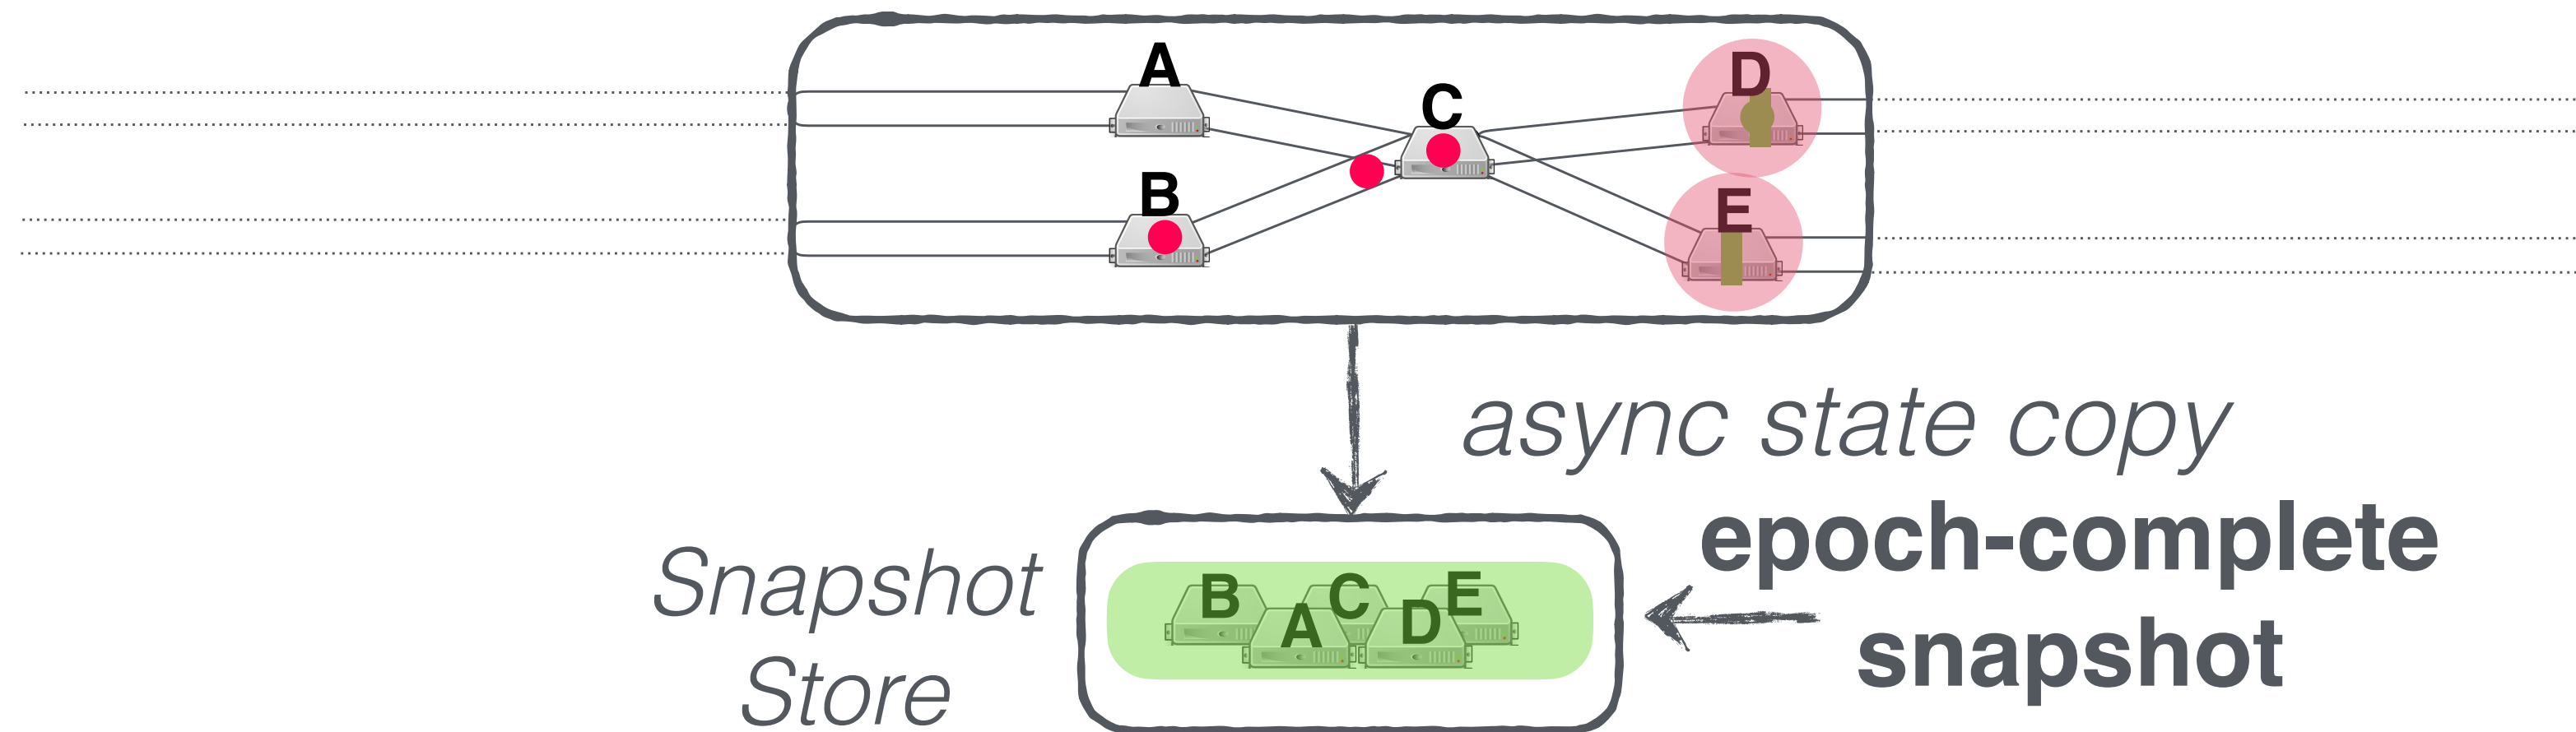 A
B
C
D
E
async state copy
epoch-complete
snapshot
Snapshot
Store
B
A
C
D
E